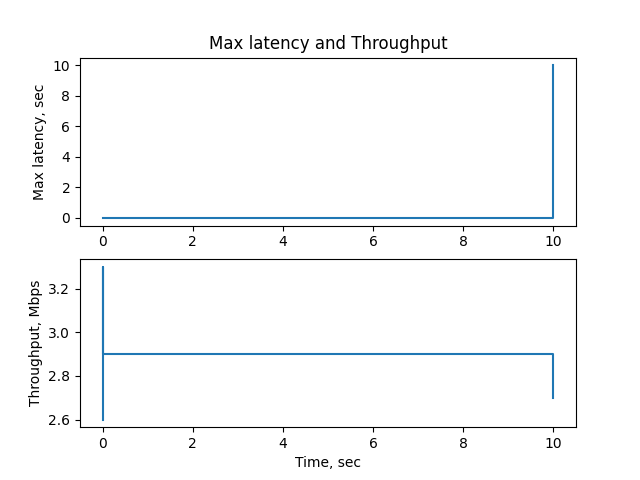 Max latency and Throughput
Max latency, sec
10
8
6
4
2
0
0 2 4 6 8 10
Throughput, Mbps
3.2
3.0
2.8
2.6
0 2 4 6 8 10
Time, sec